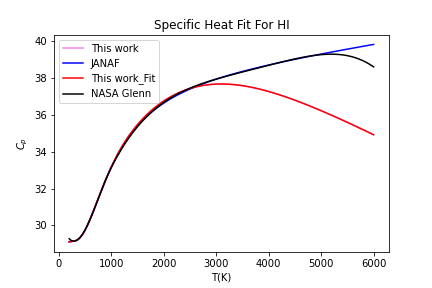 Specific Heat Fit For HI
This work
JANAF
This work_Fit
NASA Glenn
40
38
36
34
32
30
Cp
0
1000
2000
3000
4000
5000
6000
T(K)